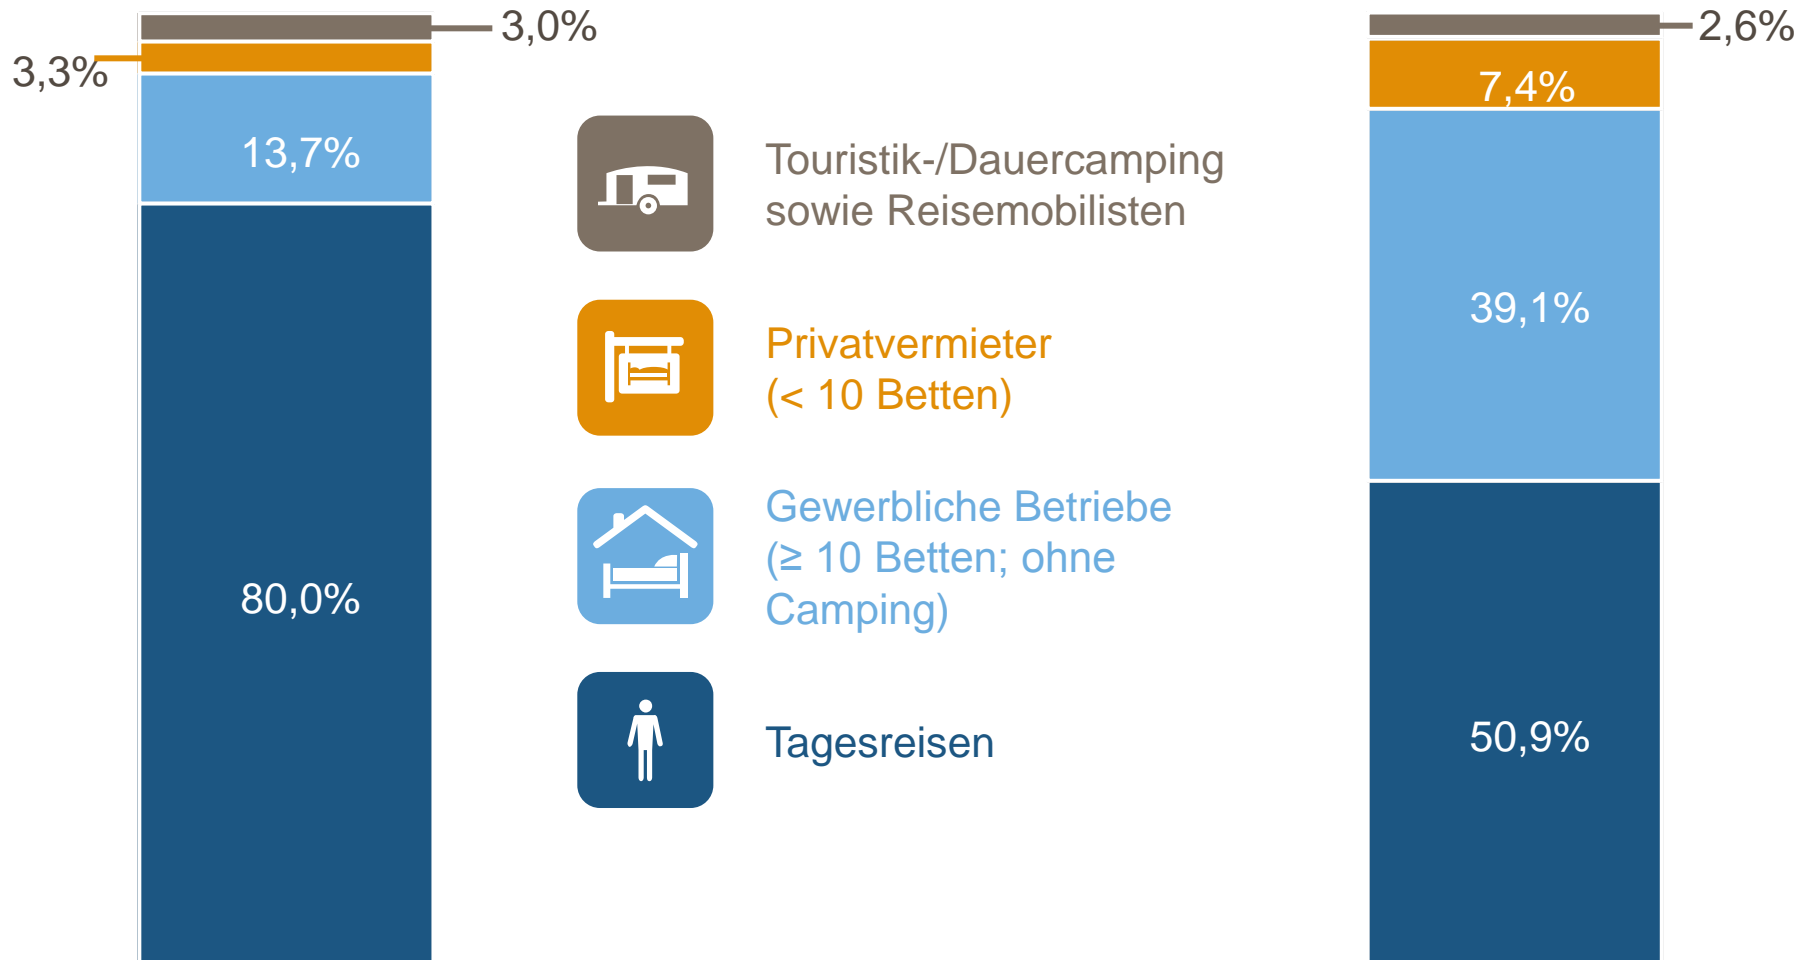 3,0%
3,3%
13,7%
80,0%
Touristik-/Dauercamping
sowie Reisemobilisten
Privatvermieter
(< 10 Betten)
Gewerbliche Betriebe
(≥ 10 Betten; ohne
Camping)
Tagesreisen
2,6%
7,4%
39,1%
50,9%